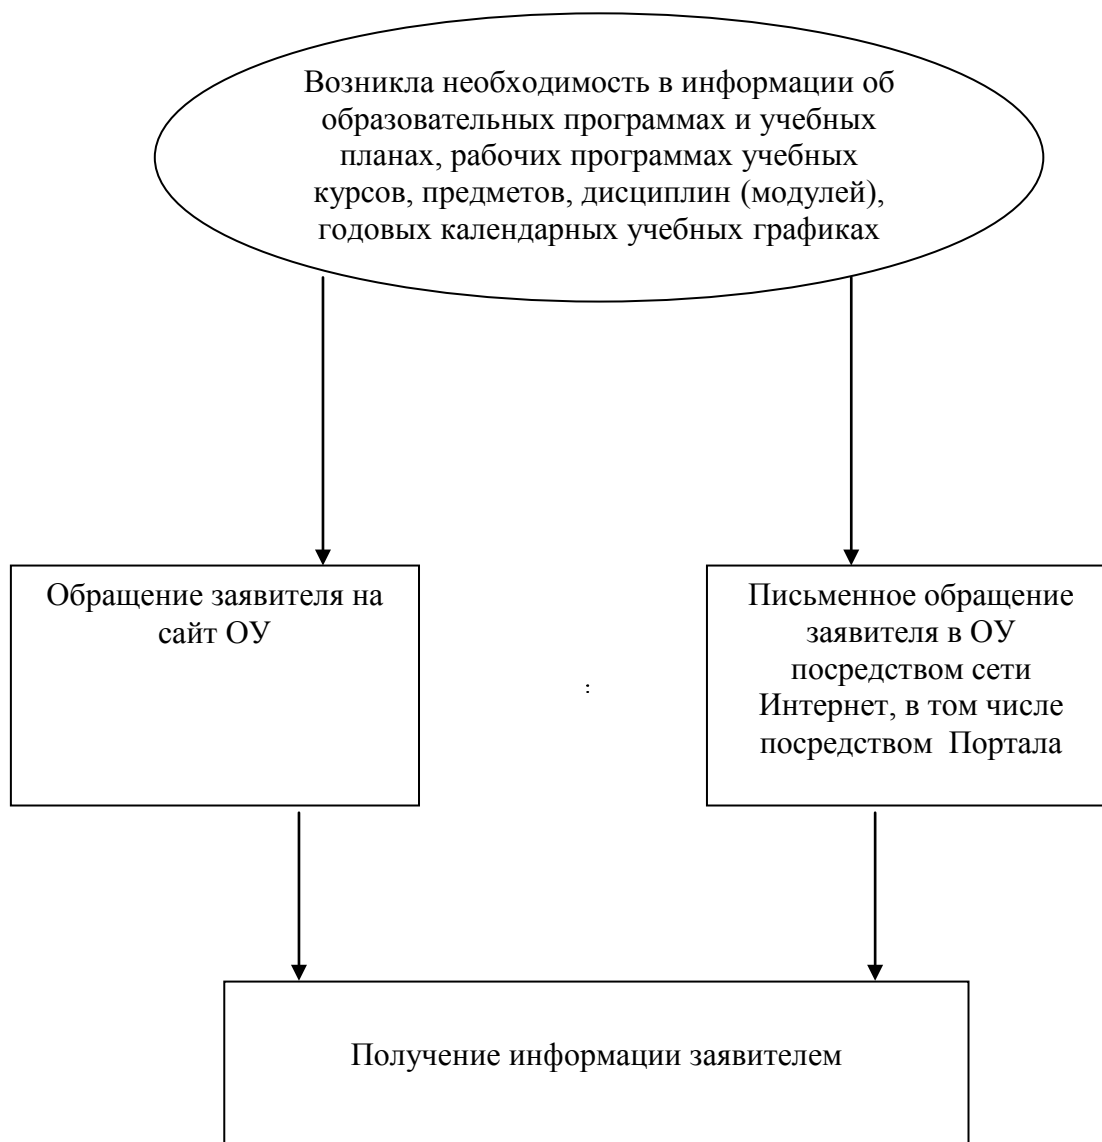 Возникла необходимость в информации об
образовательных программах и учебных
планах, рабочих программах учебных
курсов, предметов, дисциплин (модулей),
годовых календарных учебных графиках
Обращение заявителя на
сайт ОУ
Письменное обращение
заявителя в ОУ
посредством сети
Интернет, в том числе
посредством  Портала
:
Получение информации заявителем